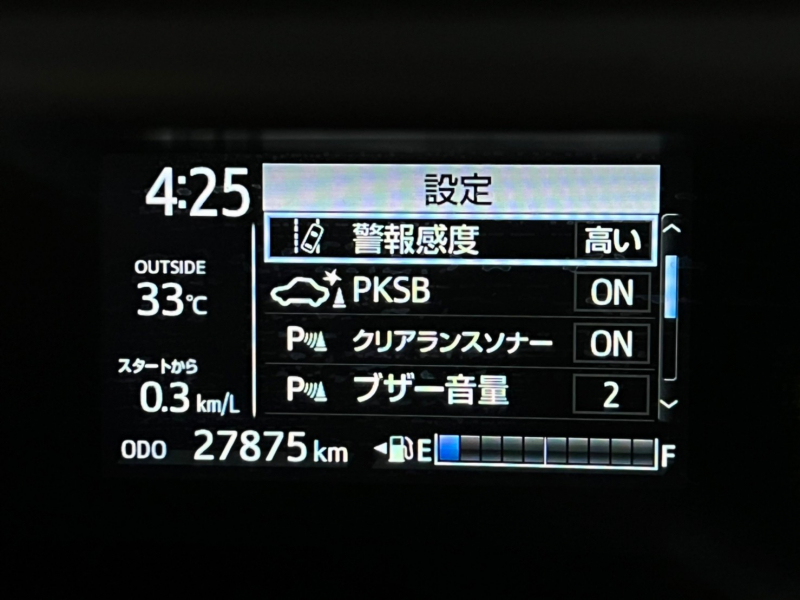 4:25
設定
警報感度 高い
OUTSIDE
33℃
PKSB ON
P クリアランスソナー ON
スタートから
0.3 km/L
P ブザー音量 2
ODO 27875 km
E F